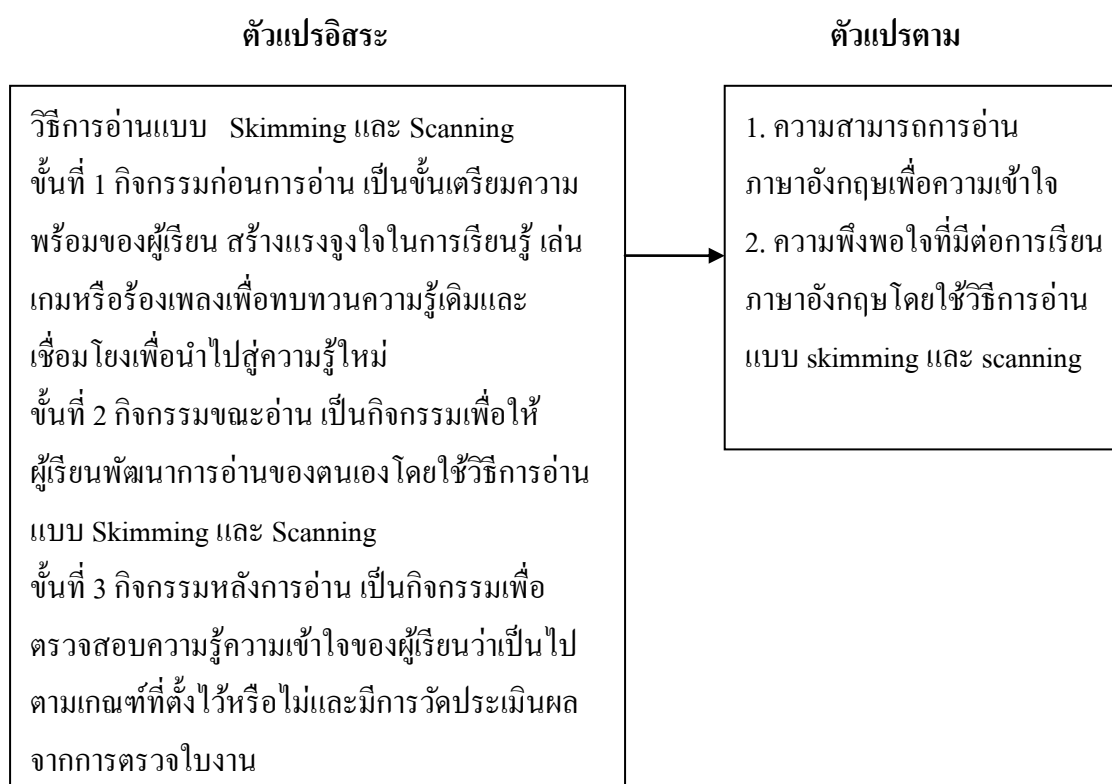 ตัวแปรอิสระ
วิธีการอ่านแบบ Skimming และ Scanning
ขั้นที่ 1 กิจกรรมก่อนการอ่าน เป็นขั้นเตรียมความ
พร้อมของผู้เรียน สร้างแรงจูงใจในการเรียนรู้ เล่น
เกมหรือร้องเพลงเพื่อทบทวนความรู้เดิมและ
เชื่อมโยงเพื่อนำไปสู่ความรู้ใหม่
ขั้นที่ 2 กิจกรรมขณะอ่าน เป็นกิจกรรมเพื่อให้
ผู้เรียนพัฒนาการอ่านของตนเองโดยใช้วิธีการอ่าน
แบบ Skimming และ Scanning
ขั้นที่ 3 กิจกรรมหลังการอ่าน เป็นกิจกรรมเพื่อ
ตรวจสอบความรู้ความเข้าใจของผู้เรียนว่าเป็นไป
ตามเกณฑ์ที่ตั้งไว้หรือไม่และมีการวัดประเมินผล
จากการตรวจใบงาน
ตัวแปรตาม
1. ความสามารถการอ่าน
ภาษาอังกฤษเพื่อความเข้าใจ
2. ความพึงพอใจที่มีต่อการเรียน
ภาษาอังกฤษโดยใช้วิธีการอ่าน
แบบ skimming และ scanning